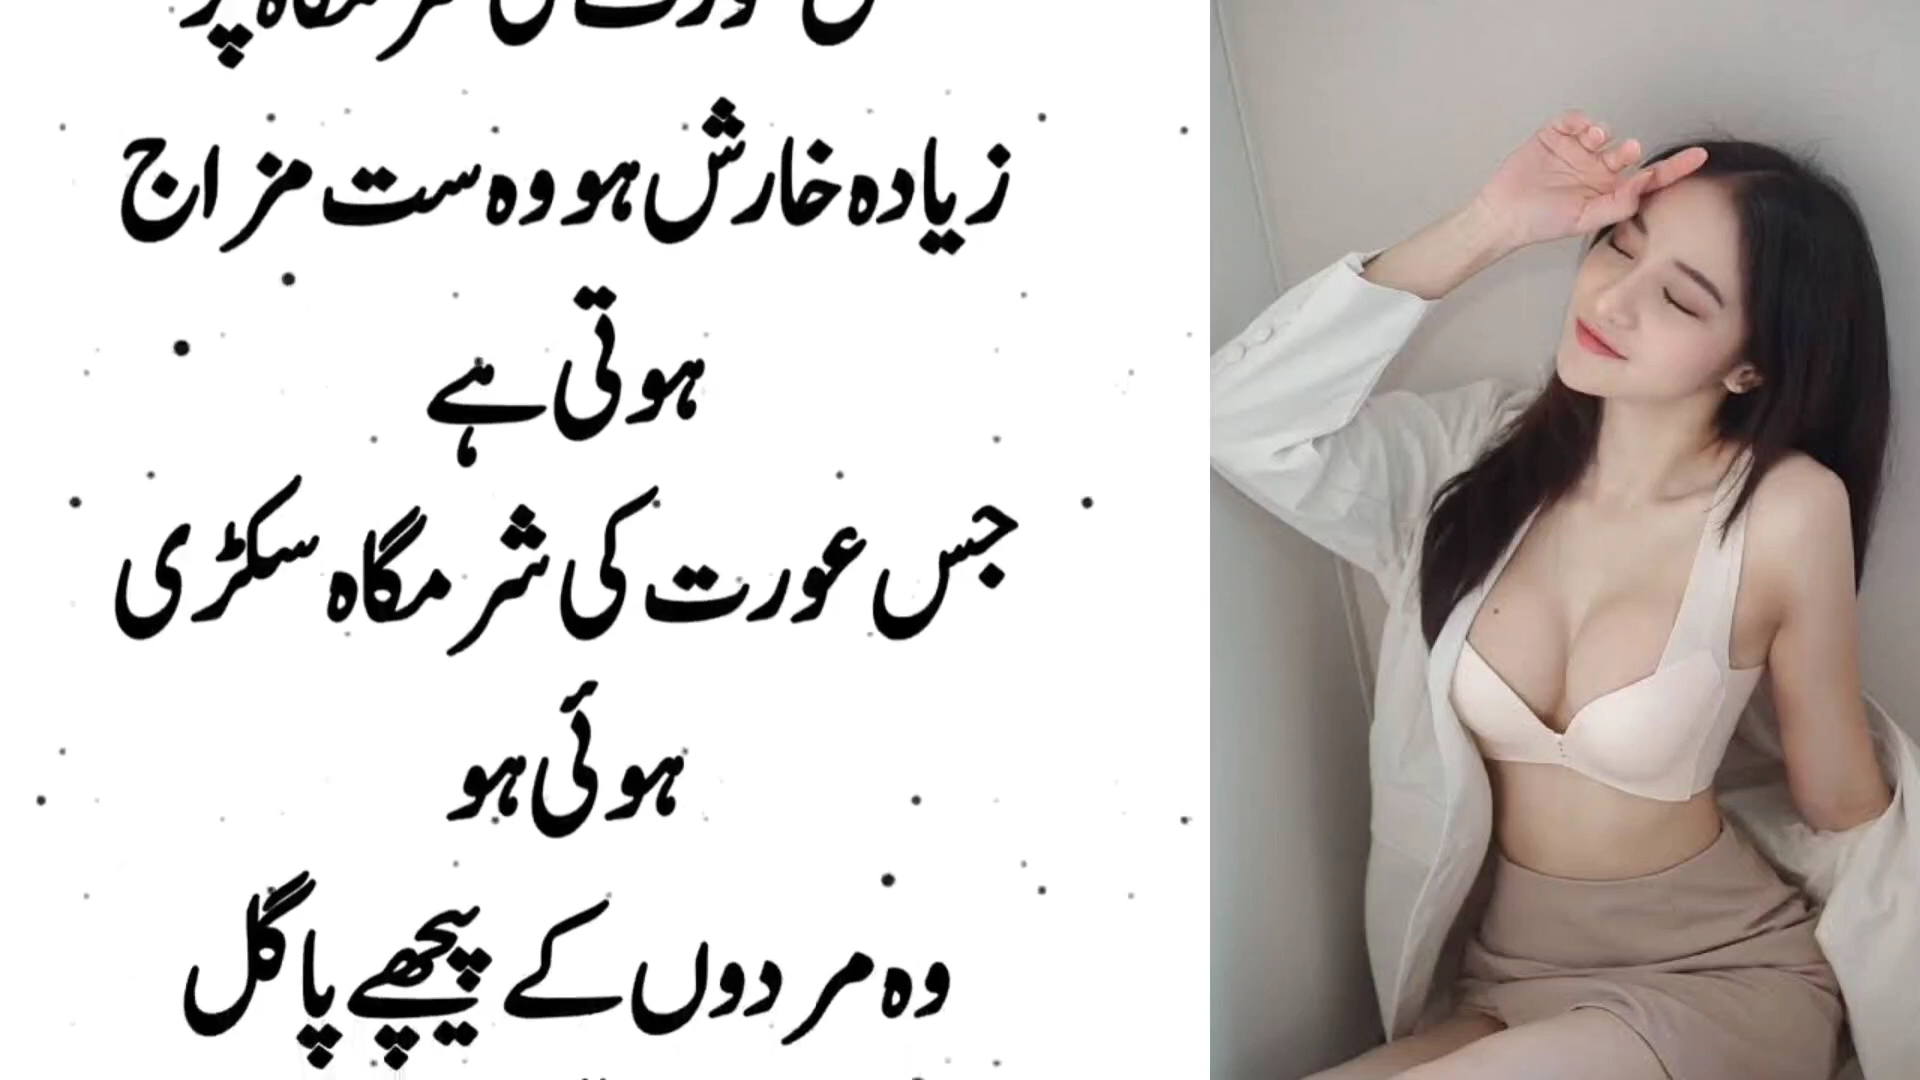 زیادہ خارش ہو وہ ست مزاج
ہوتی ہے
جس عورت کی شرمگاہ سکڑی
ہوئی ہو
وہ مردوں کے پیچھے پاگل